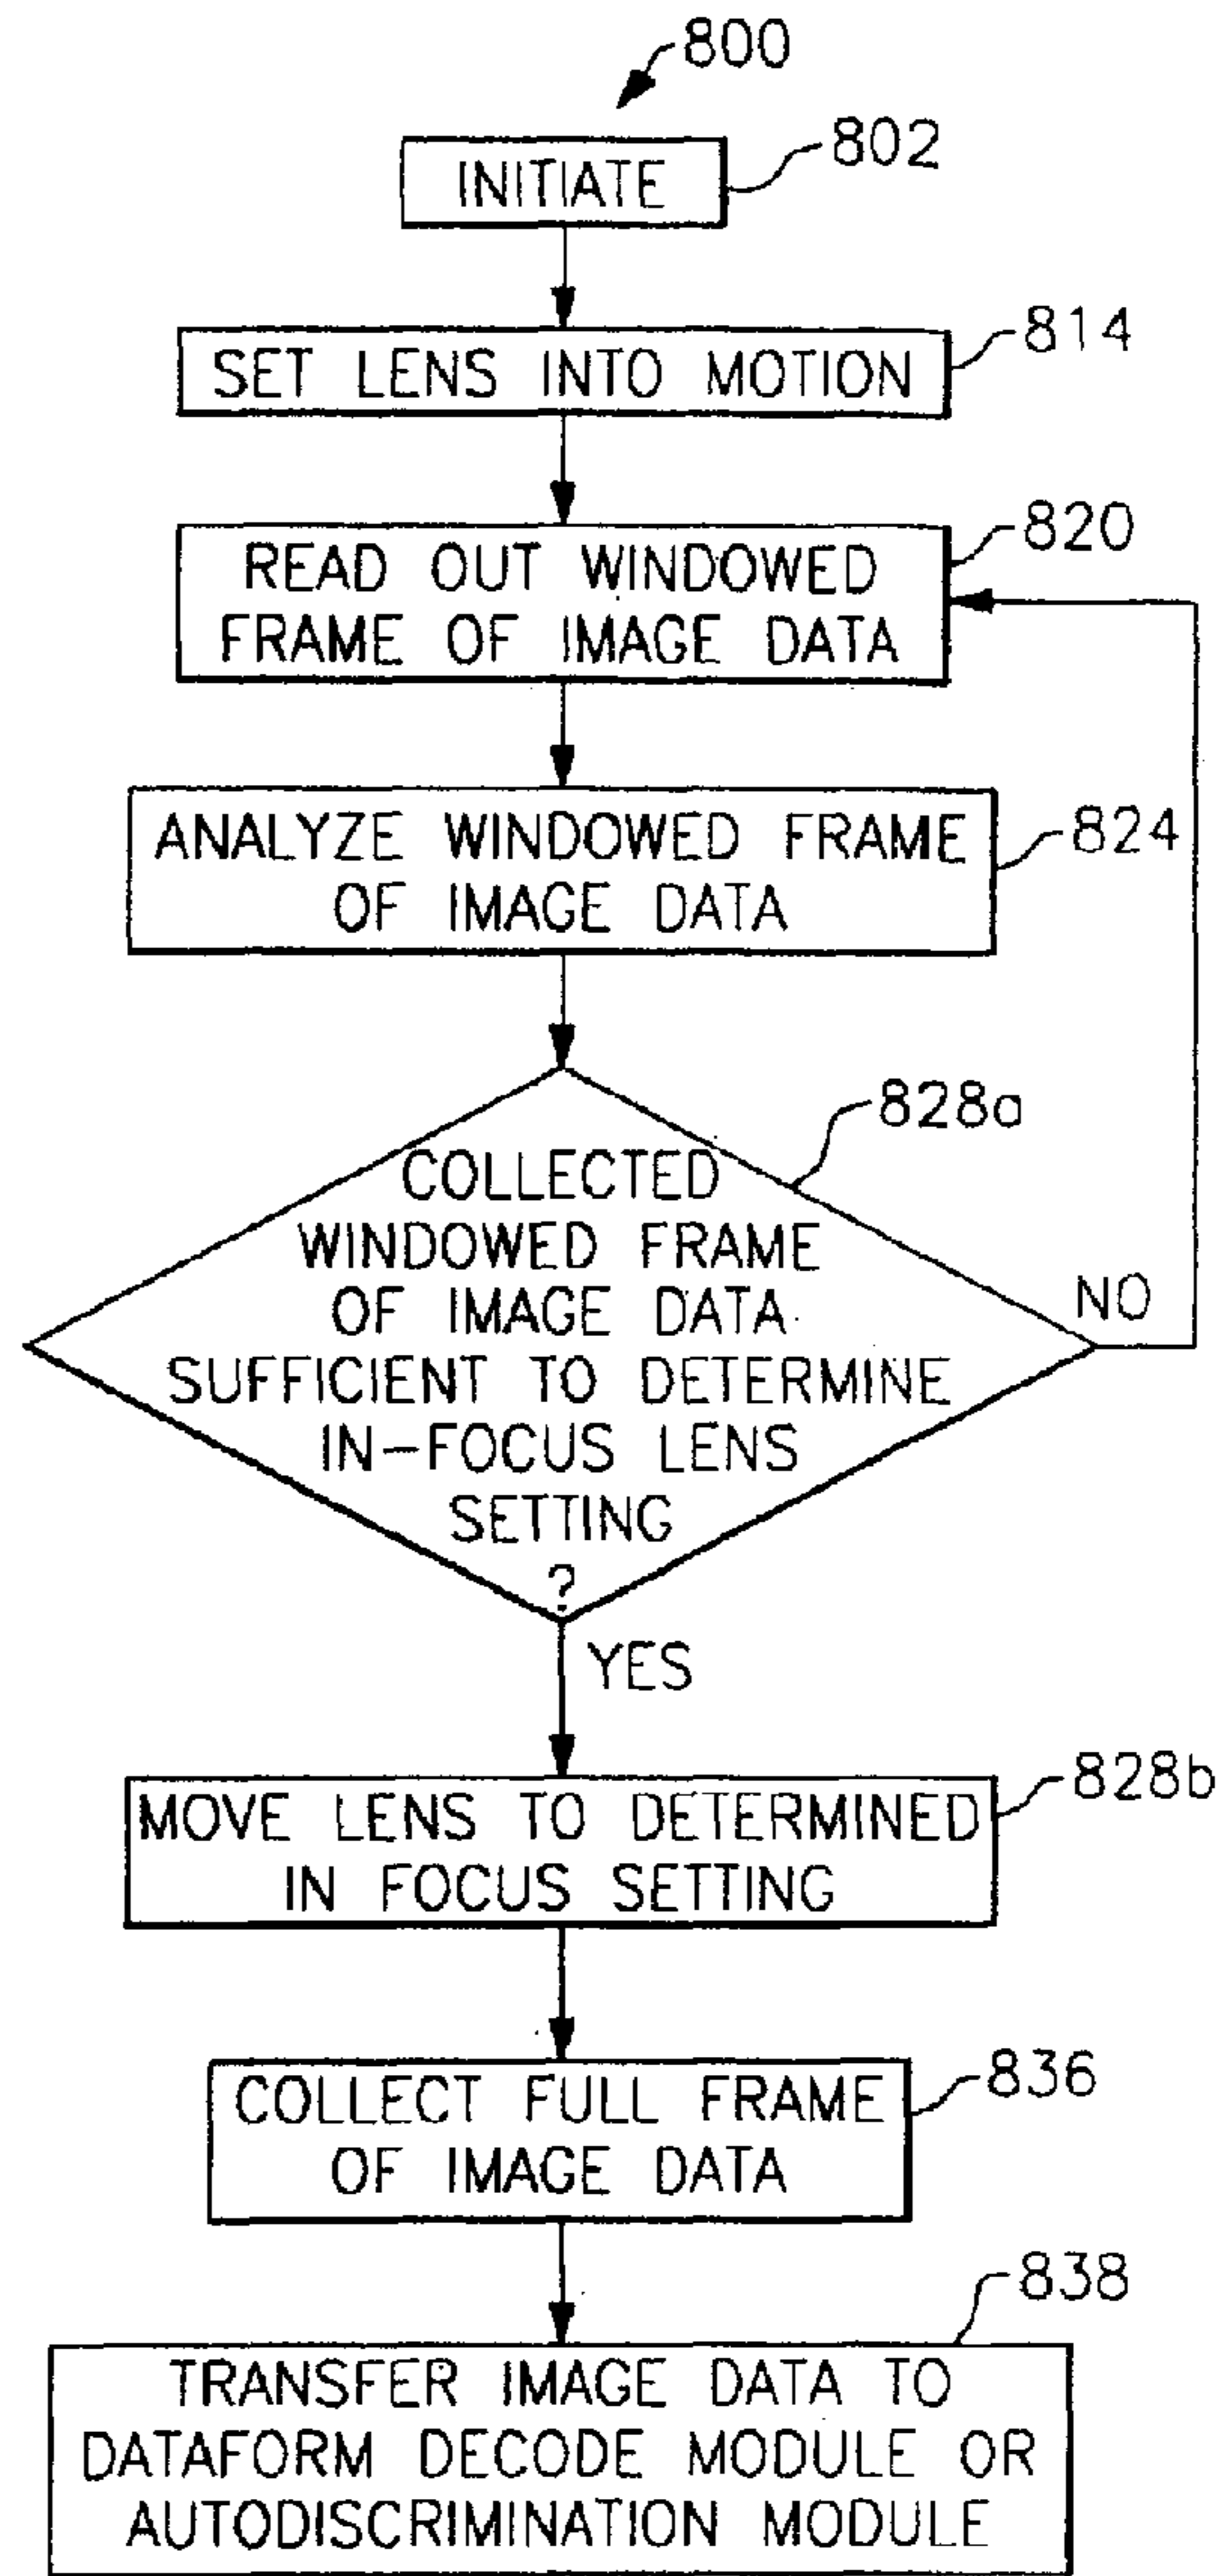 800
INITIATE
802
SET LENS INTO MOTION
814
READ OUT WINDOWED
FRAME OF IMAGE DATA
820
ANALYZE WINDOWED FRAME
OF IMAGE DATA
824
COLLECTED
WINDOWED FRAME
OF IMAGE DATA
SUFFICIENT TO DETERMINE
IN-FOCUS LENS
SETTING
?
828a
NO
YES
MOVE LENS TO DETERMINED
IN FOCUS SETTING
828b
COLLECT FULL FRAME
OF IMAGE DATA
836
TRANSFER IMAGE DATA TO
DATAFORM DECODE MODULE OR
AUTODISCRIMINATION MODULE
838